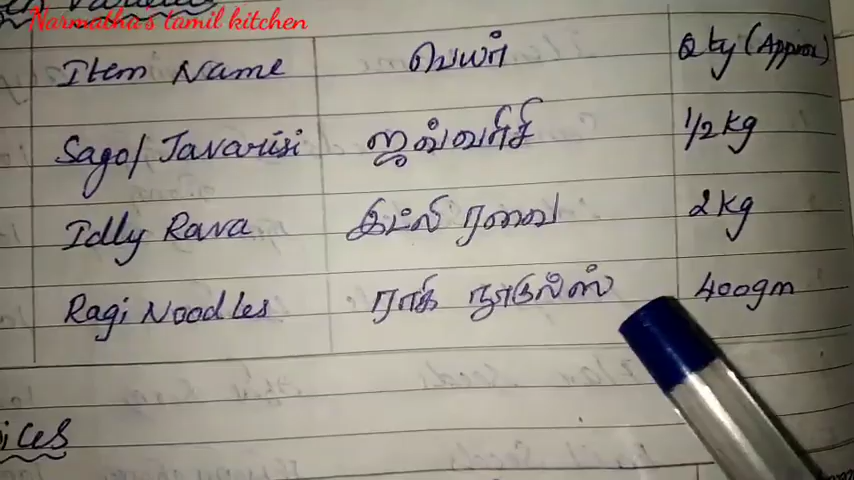 Narmatha's tamil kitchen
Item Name பெயர் Qty (Approx)
Sago/ Javarisi ஜவ்வரிசி 1/2 kg
Idly Rava இட்லி ரவை 2 kg
Ragi Noodles ராகி நூடுல்ஸ் 400gm
ices